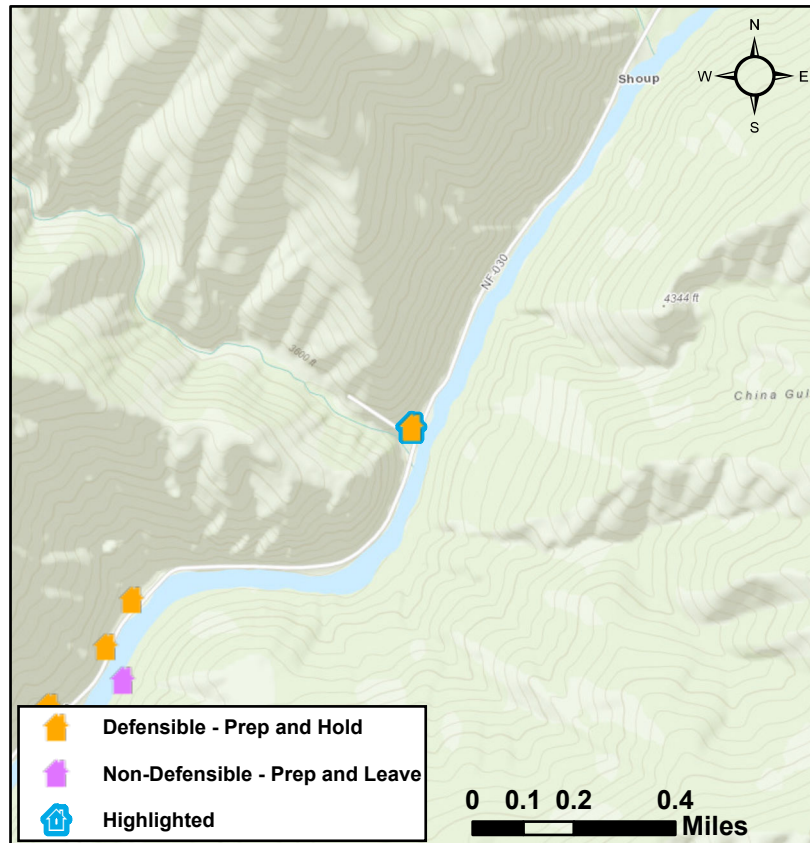 N
Shoup
W E
S
NF-030
4344 ft
3600 ft
China Gul
Defensible - Prep and Hold
Non-Defensible - Prep and Leave
Highlighted
0 0.1 0.2 0.4
Miles